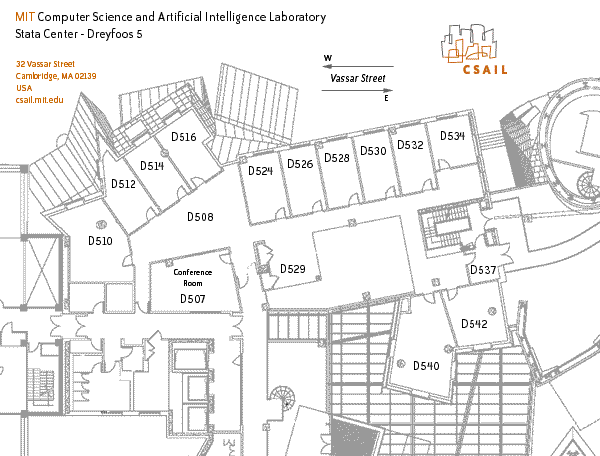 MIT Computer Science and Artificial Intelligence Laboratory
Stata Center - Dreyfoos 5
32 Vassar Street
Cambridge, MA 02139
USA
csail.mit.edu
W
Vassar Street
E
CSAIL
D516
D514
D512
D534
D532
D530
D528
D526
D524
D508
D510
Conference
Room
D507
D529
D537
D542
D540